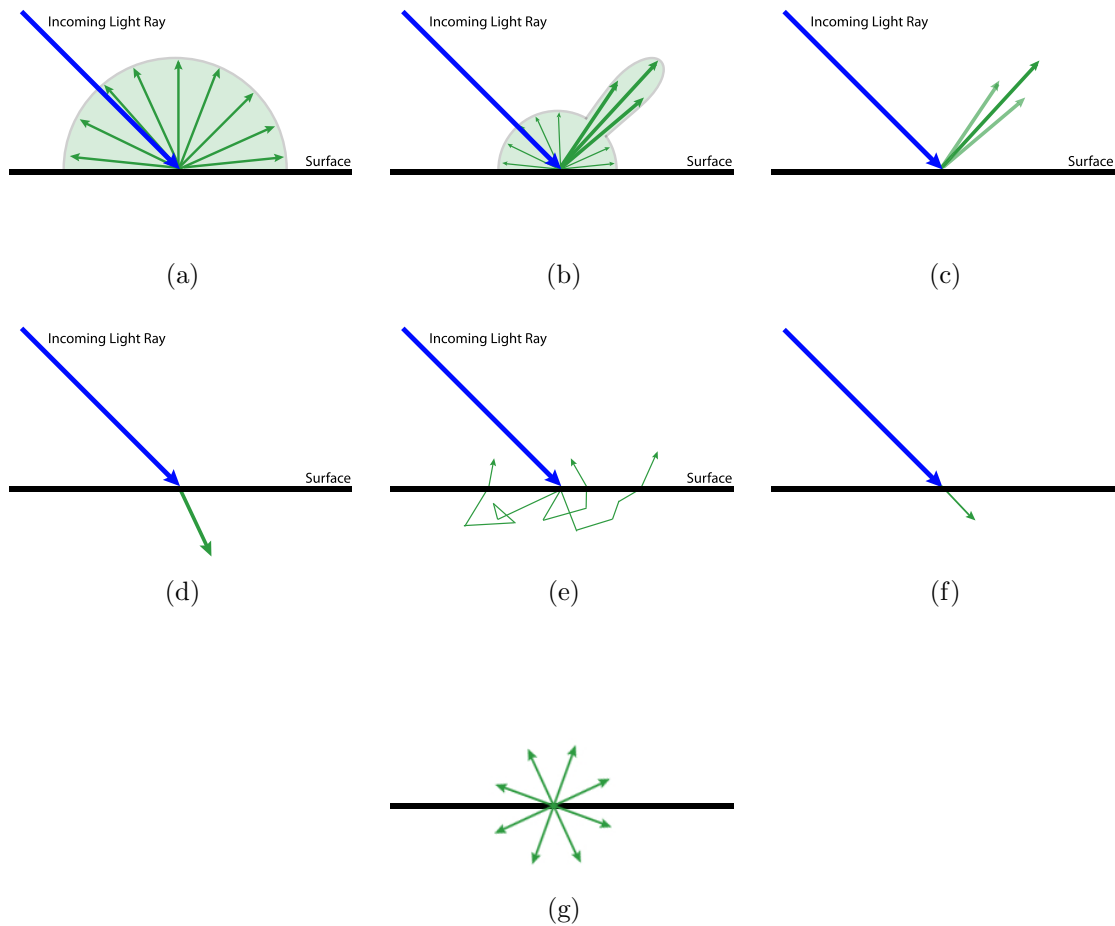 Incoming Light Ray
Incoming Light Ray
Incoming Light Ray
Surface
Surface
Surface
(a)
(b)
(c)
Incoming Light Ray
Incoming Light Ray
Surface
Surface
(d)
(e)
(f)
(g)